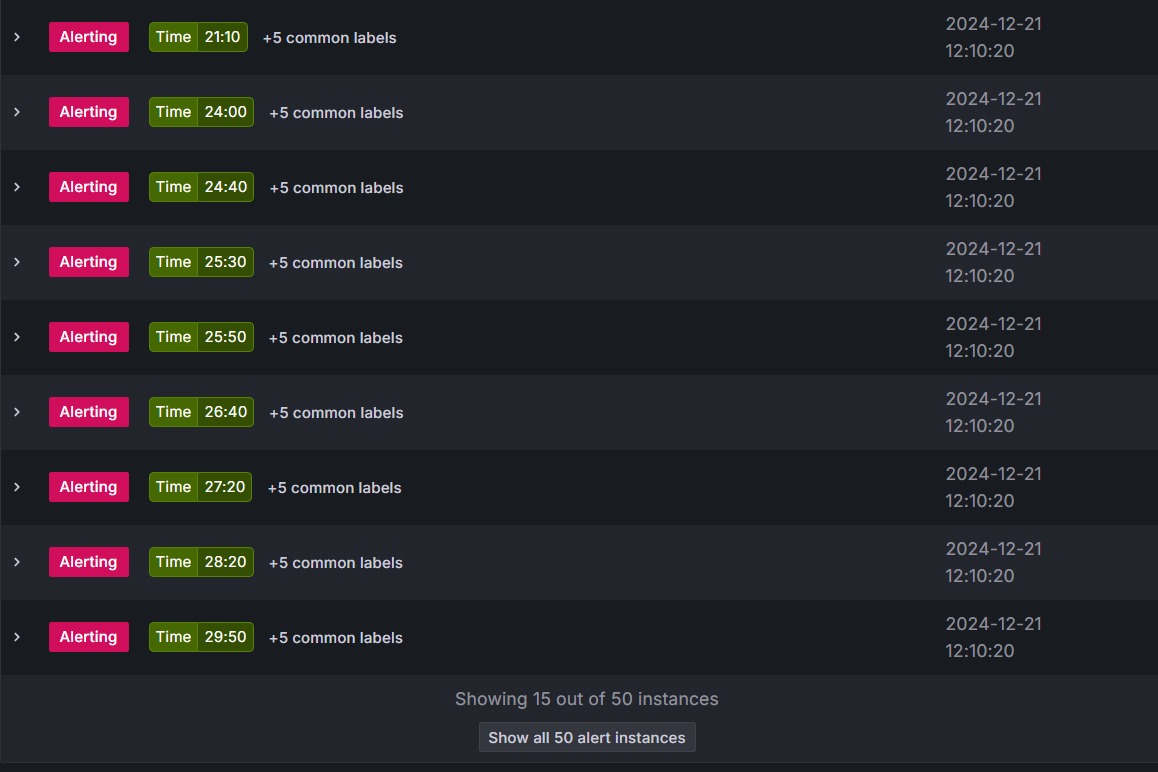 Alerting Time 21:10 +5 common labels 2024-12-21
12:10:20
Alerting Time 24:00 +5 common labels 2024-12-21
12:10:20
Alerting Time 24:40 +5 common labels 2024-12-21
12:10:20
Alerting Time 25:30 +5 common labels 2024-12-21
12:10:20
Alerting Time 25:50 +5 common labels 2024-12-21
12:10:20
Alerting Time 26:40 +5 common labels 2024-12-21
12:10:20
Alerting Time 27:20 +5 common labels 2024-12-21
12:10:20
Alerting Time 28:20 +5 common labels 2024-12-21
12:10:20
Alerting Time 29:50 +5 common labels 2024-12-21
12:10:20
Showing 15 out of 50 instances
Show all 50 alert instances